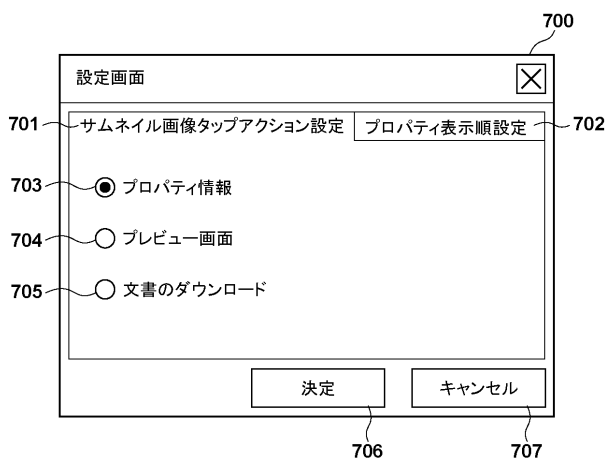 700
設定画面
701 サムネイル画像タップアクション設定 プロパティ表示順設定 702
703 プロパティ情報
704 プレビュー画面
705 文書のダウンロード
決定 キャンセル
706 707